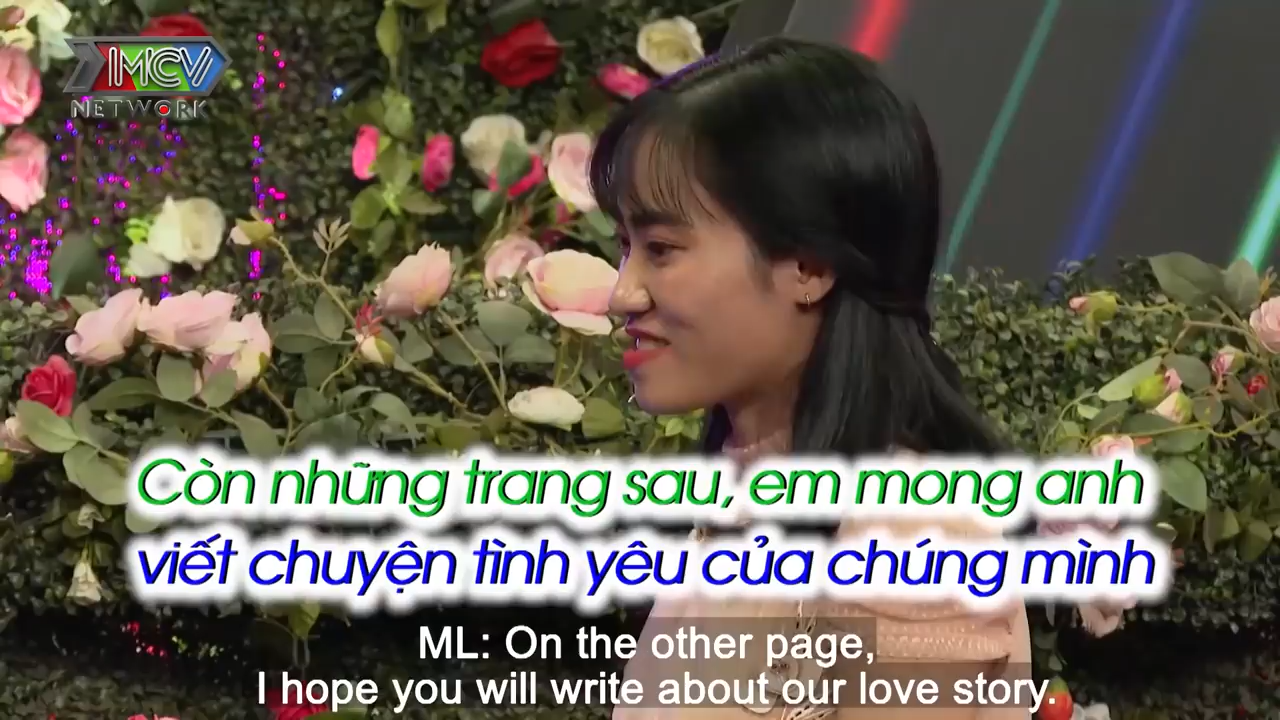 MCV
NETWORK
Còn những trang sau, em mong anh
viết chuyện tình yêu của chúng mình
ML: On the other page,
I hope you will write about our love story.